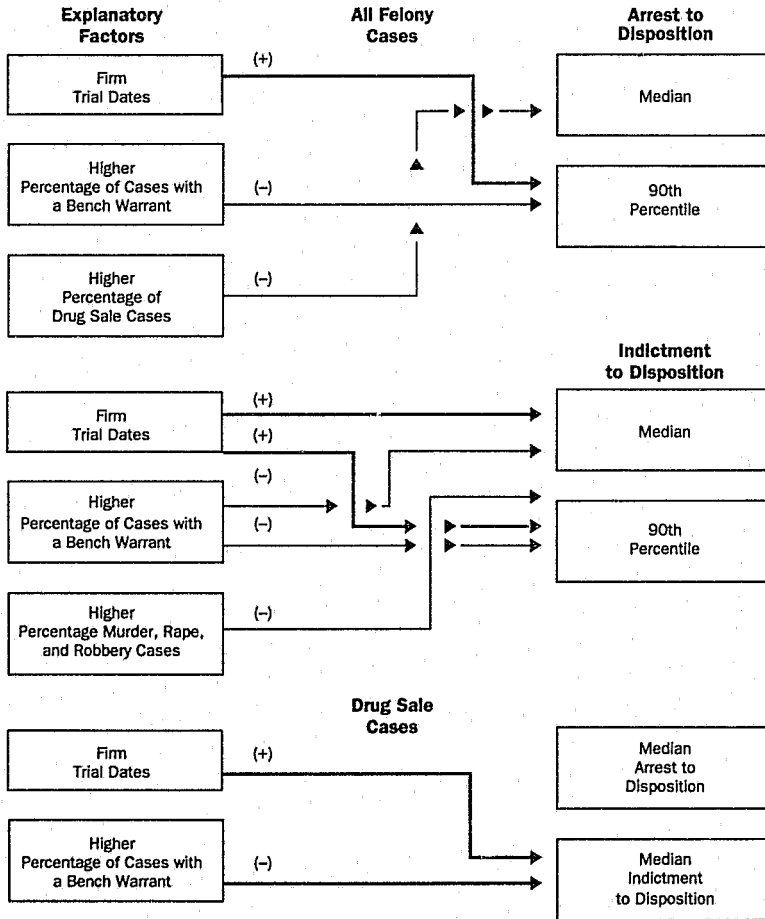 Explanatory
Factors
All Felony
Cases
Arrest to
Disposition
Firm
Trial Dates
(+)
Median
Higher
Percentage of Cases with
a Bench Warrant
(–)
90th
Percentile
Higher
Percentage of
Drug Sale Cases
(–)
Indictment
to Disposition
Firm
Trial Dates
(+)
(+)
Median
Higher
Percentage of Cases with
a Bench Warrant
(–)
(–)
90th
Percentile
Higher
Percentage Murder, Rape,
and Robbery Cases
(–)
Drug Sale
Cases
Firm
Trial Dates
(+)
Median
Arrest to
Disposition
Higher
Percentage of Cases with
a Bench Warrant
(–)
Median
Indictment
to Disposition